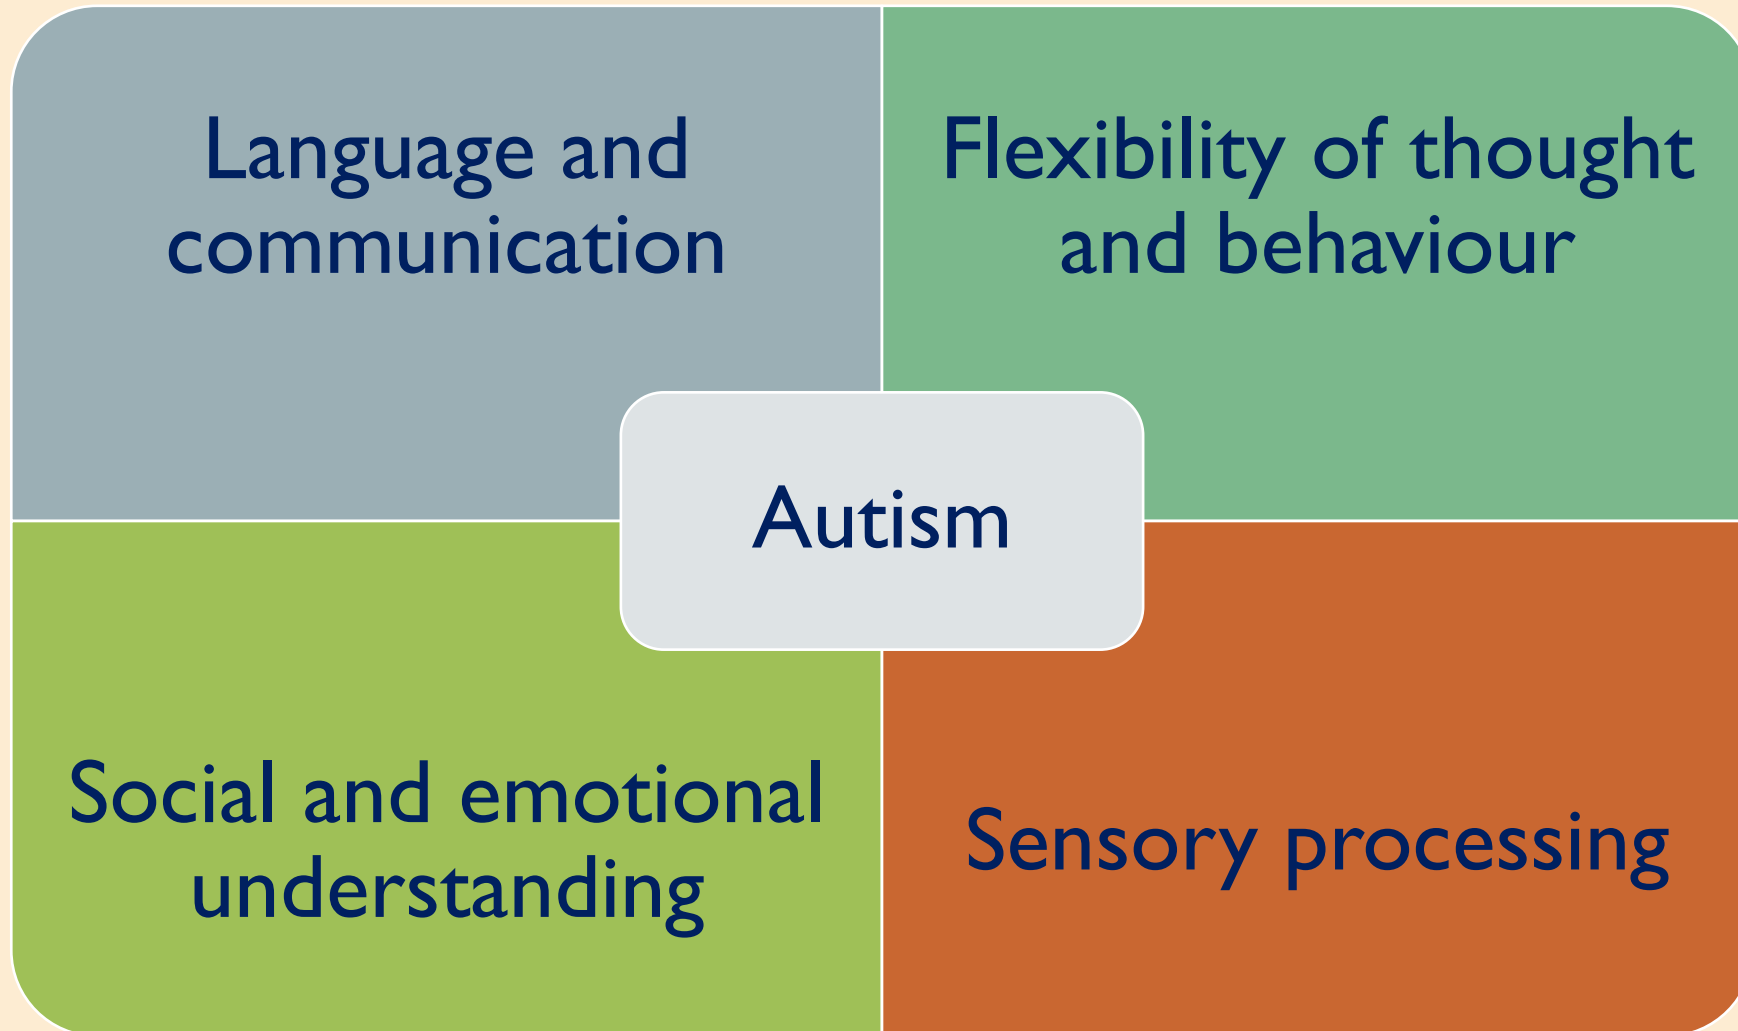 Language and
communication
Flexibility of thought
and behaviour
Autism
Social and emotional
understanding
Sensory processing